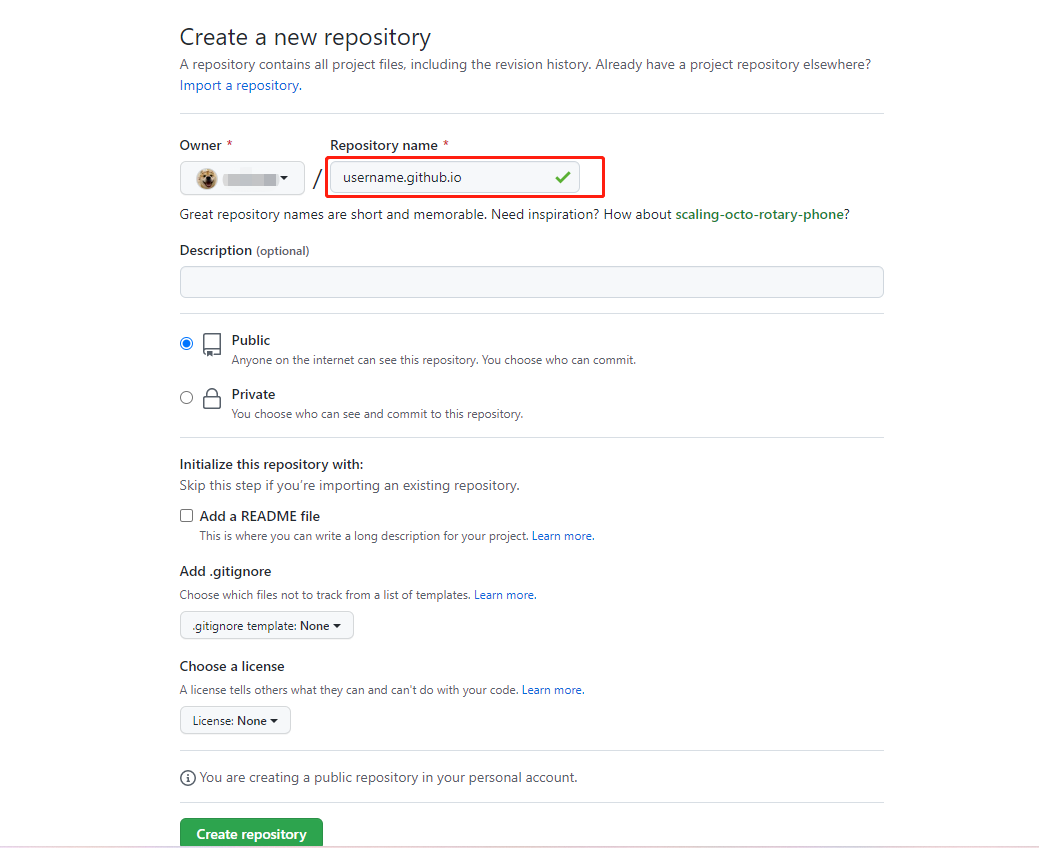 Create a new repository
A repository contains all project files, including the revision history. Already have a project repository elsewhere?
Import a repository.
Owner * Repository name *
/ username.github.io
Great repository names are short and memorable. Need inspiration? How about scaling-octo-rotary-phone?
Description (optional)
Public
Anyone on the internet can see this repository. You choose who can commit.
Private
You choose who can see and commit to this repository.
Initialize this repository with:
Skip this step if you're importing an existing repository.
Add a README file
This is where you can write a long description for your project. Learn more.
Add .gitignore
Choose which files not to track from a list of templates. Learn more.
.gitignore template: None
Choose a license
A license tells others what they can and can't do with your code. Learn more.
License: None
You are creating a public repository in your personal account.
Create repository